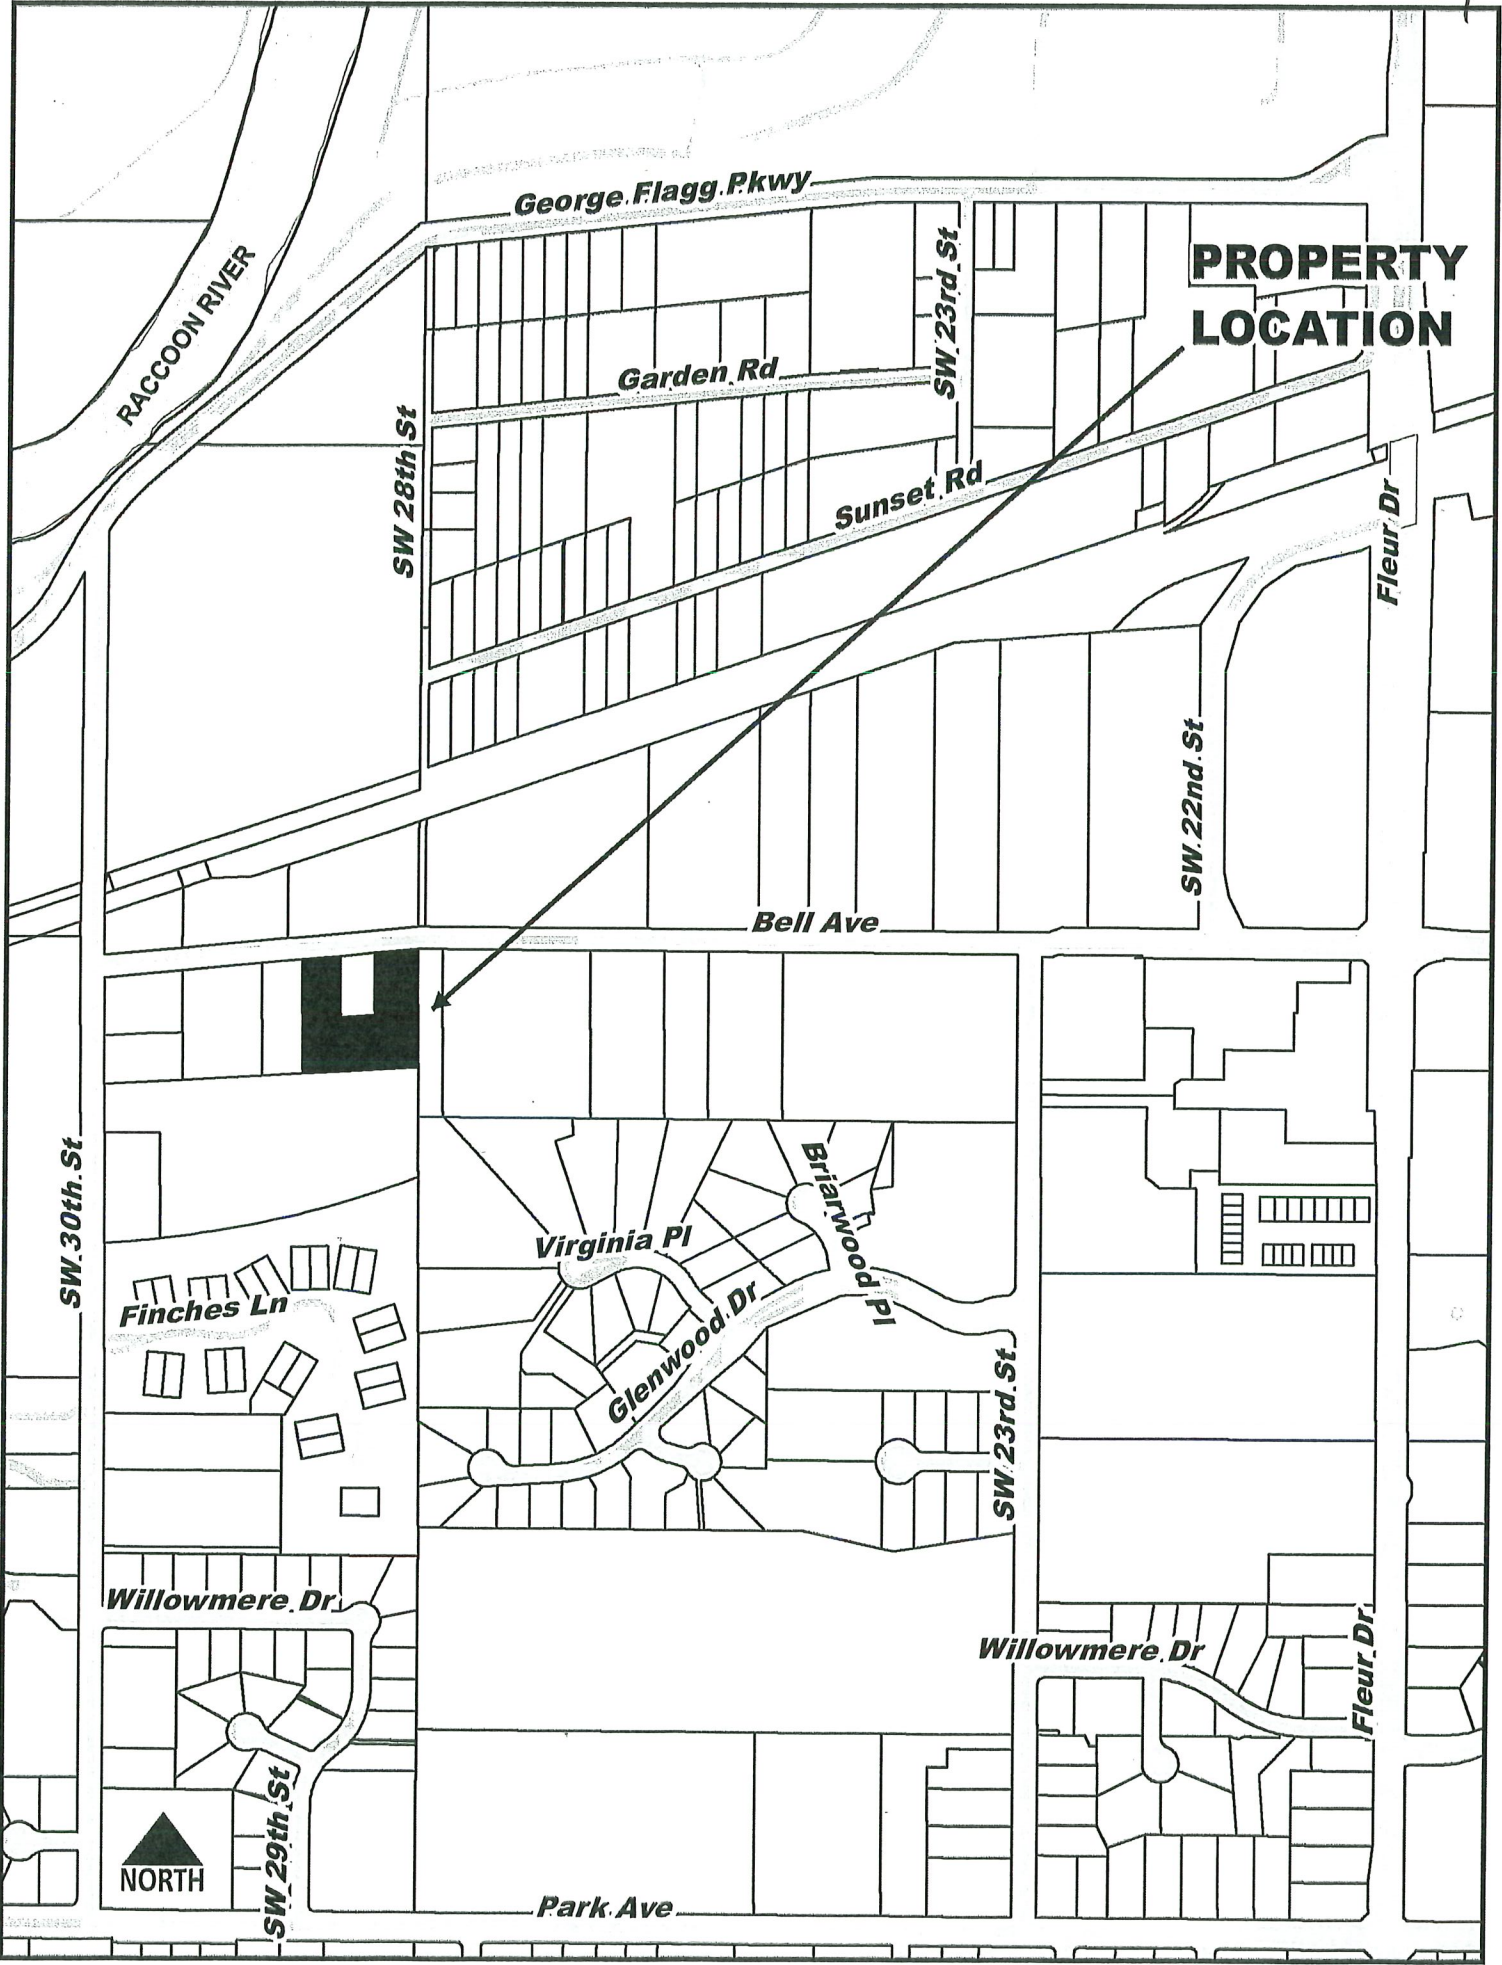 George Flagg Pkwy
RACCOON RIVER
SW 23rd St
PROPERTY
LOCATION
Garden Rd
SW 28th St
Sunset Rd
Fleur Dr
SW 22nd St
Bell Ave
SW 30th St
Briarwood Pl
Virginia Pl
Finches Ln
Glenwood Dr
SW 23rd St
Willowmere Dr
Willowmere Dr
Fleur Dr
SW 29th St
NORTH
Park Ave